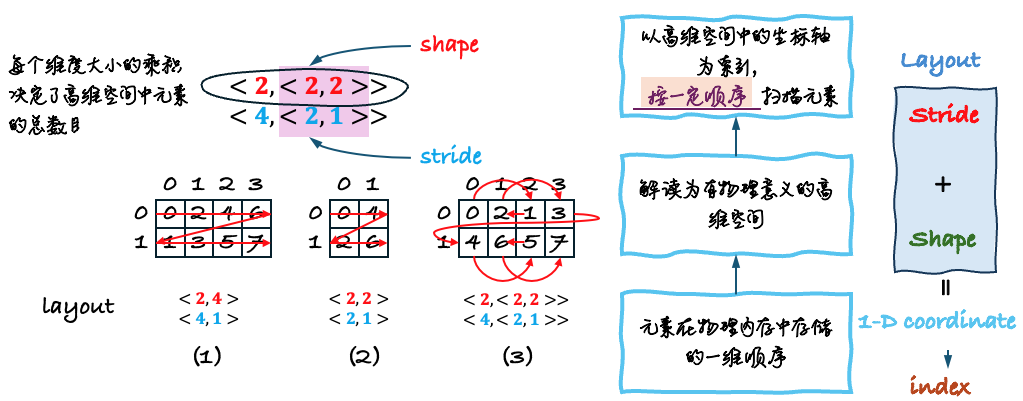 每个维度大小的乘积
决定了高维空间中元素
的总数目
shape
< 2, < 2, 2 >>
< 4, < 2, 1 >>
stride
0 1 2 3
0 0 2 4 6
1 1 3 5 7
0 1
0 0 4
1 2 6
0 1 2 3
0 0 2 1 3
1 4 6 5 7
layout
< 2, 4 >
< 4, 1 >
(1)
< 2, 2 >
< 2, 1 >
(2)
< 2, < 2, 2 >>
< 4, < 2, 1 >>
(3)
以高维空间中的坐标轴
为索引,
按一定顺序 扫描元素
解读为有物理意义的高
维空间
元素在物理内存中存储
的一维顺序
Layout
Stride
+
Shape
=
1-D coordinate
index